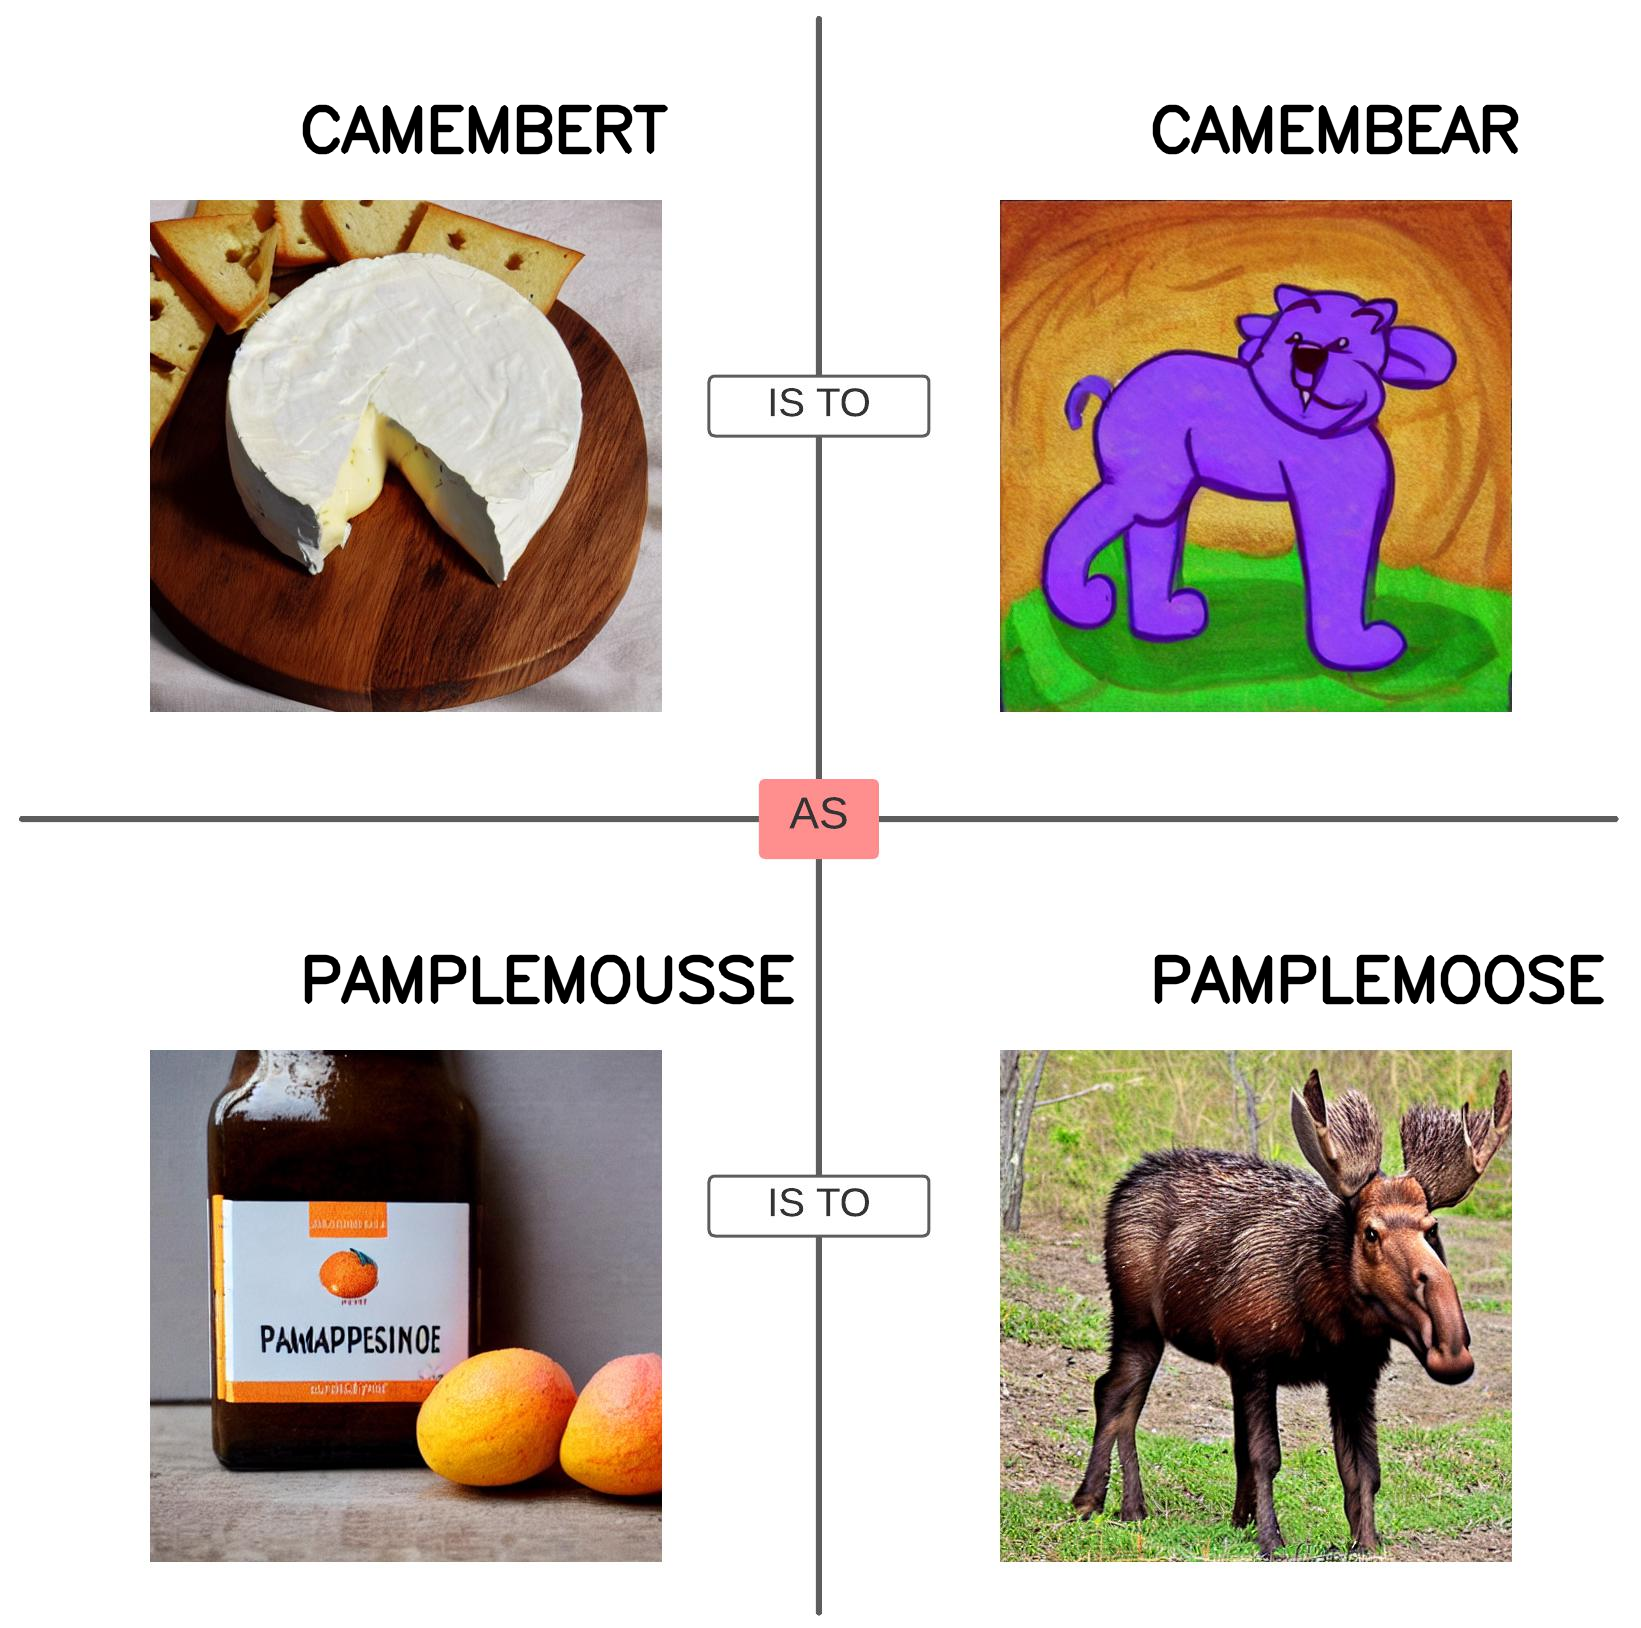 CAMEMBERT
CAMEMBEAR
IS TO
AS
PAMPLEMOUSSE
PAMPLEMOOSE
PAMAPPESINOE
IS TO